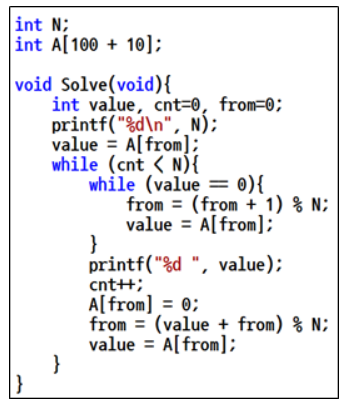 int N;
int A[100 + 10];
void Solve(void){
int value, cnt=0, from=0;
printf("%d\n", N);
value = A[from];
while (cnt < N){
while (value == 0){
from = (from + 1) % N;
value = A[from];
}
printf("%d ", value);
cnt++;
A[from] = 0;
from = (value + from) % N;
value = A[from];
}
}